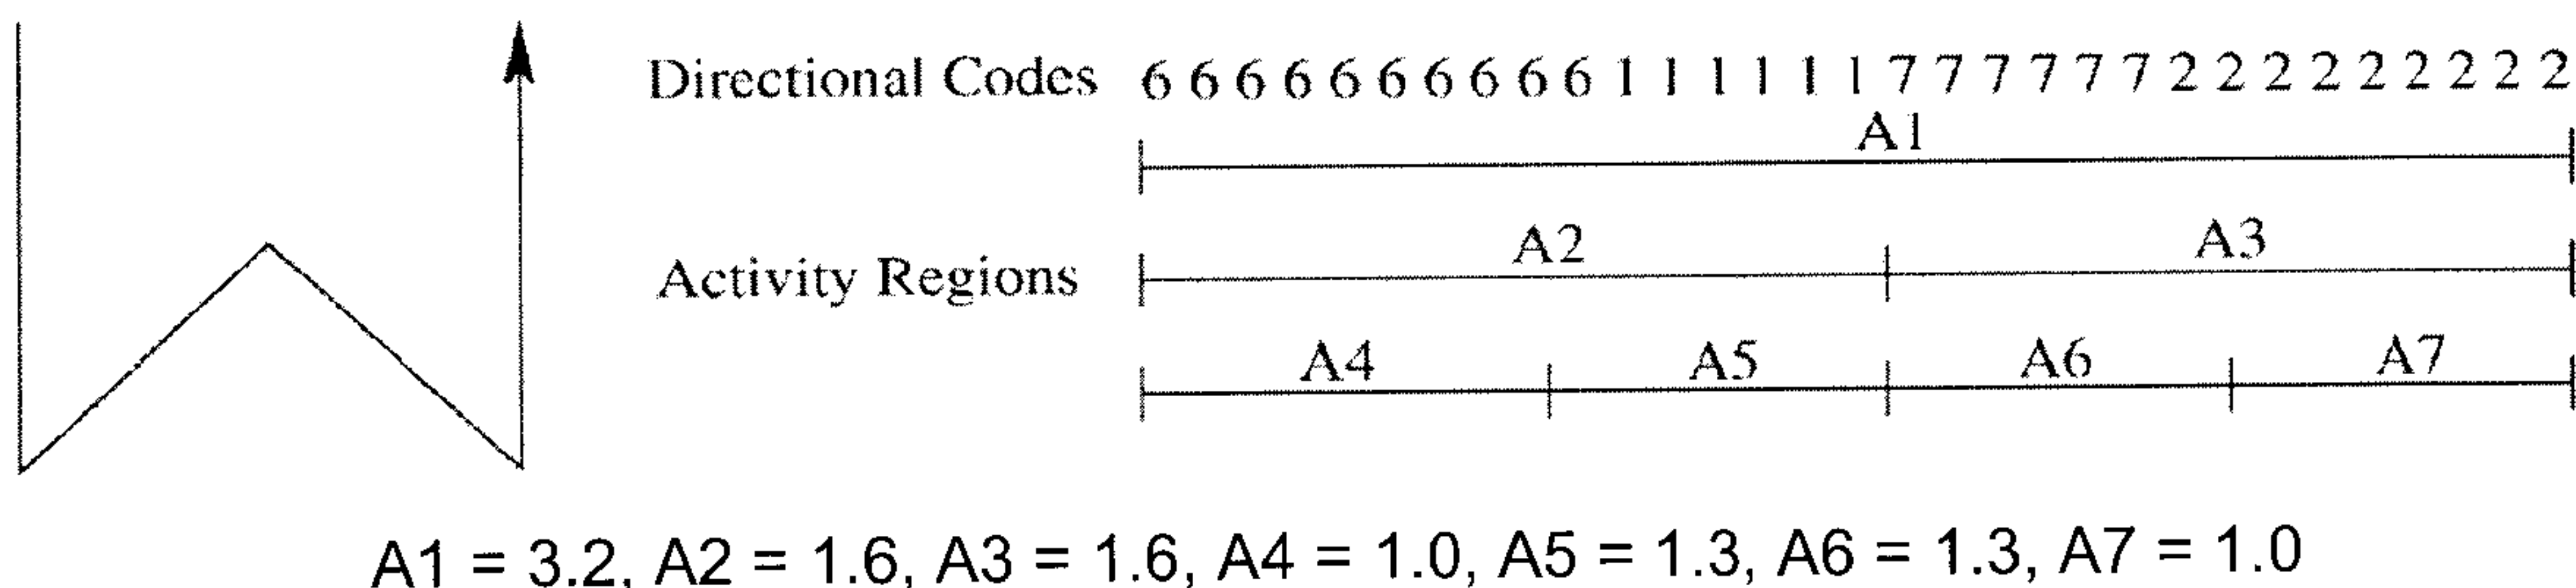 Directional Codes 6 6 6 6 6 6 6 6 6 6 1 1 1 1 1 1 7 7 7 7 7 7 2 2 2 2 2 2 2 2 2
A1
A2 A3
Activity Regions
A4 A5 A6 A7
A1 = 3.2, A2 = 1.6, A3 = 1.6, A4 = 1.0, A5 = 1.3, A6 = 1.3, A7 = 1.0